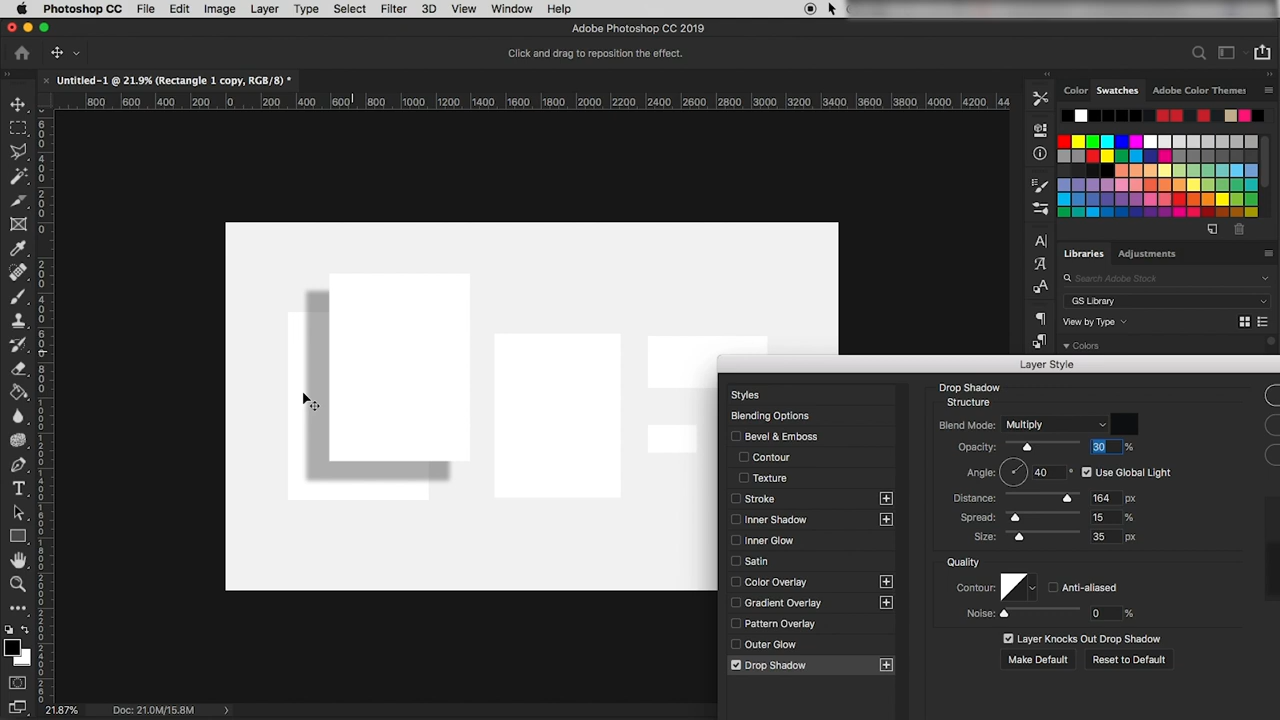 Photoshop CC File Edit Image Layer Type Select Filter 3D View Window Help
Adobe Photoshop CC 2019
Click and drag to reposition the effect.
Untitled-1 @ 21.9% (Rectangle 1 copy, RGB/8) *
Color Swatches Adobe Color Themes
800 600 400 200 0 200 400 600 800 1000 1200 1400 1600 1800 2000 2200 2400 2600 2800 3000 3200 3400 3600 3800 4000 4200 44
Libraries Adjustments
Search Adobe Stock
GS Library
View by Type
Colors
Layer Style
Styles
Blending Options
Bevel & Emboss
Contour
Texture
Stroke
Inner Shadow
Inner Glow
Satin
Color Overlay
Gradient Overlay
Pattern Overlay
Outer Glow
Drop Shadow
Drop Shadow
Structure
Blend Mode: Multiply
Opacity: 30 %
Angle: 40 ° Use Global Light
Distance: 164 px
Spread: 15 %
Size: 35 px
Quality
Contour: Anti-aliased
Noise: 0 %
Layer Knocks Out Drop Shadow
Make Default Reset to Default
21.87% Doc: 21.0M/15.8M